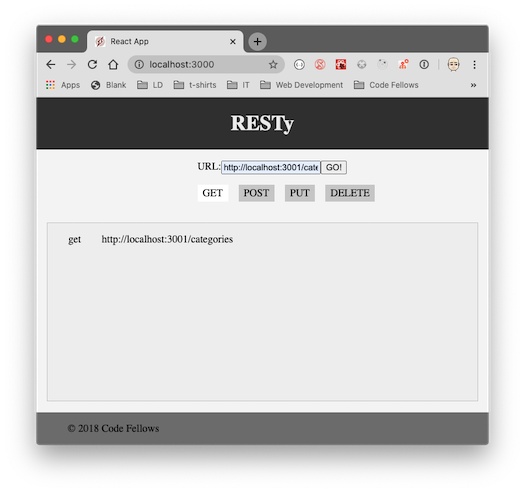 React App
localhost:3000
Apps Blank LD t-shirts IT Web Development Code Fellows »
RESTy
URL: http://localhost:3001/cate GO!
GET POST PUT DELETE
get http://localhost:3001/categories
© 2018 Code Fellows